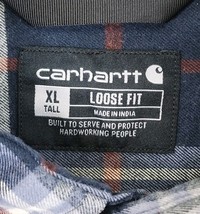 carhartt
XL LOOSE FIT
TALL MADE IN INDIA
BUILT TO SERVE AND PROTECT
HARDWORKING PEOPLE